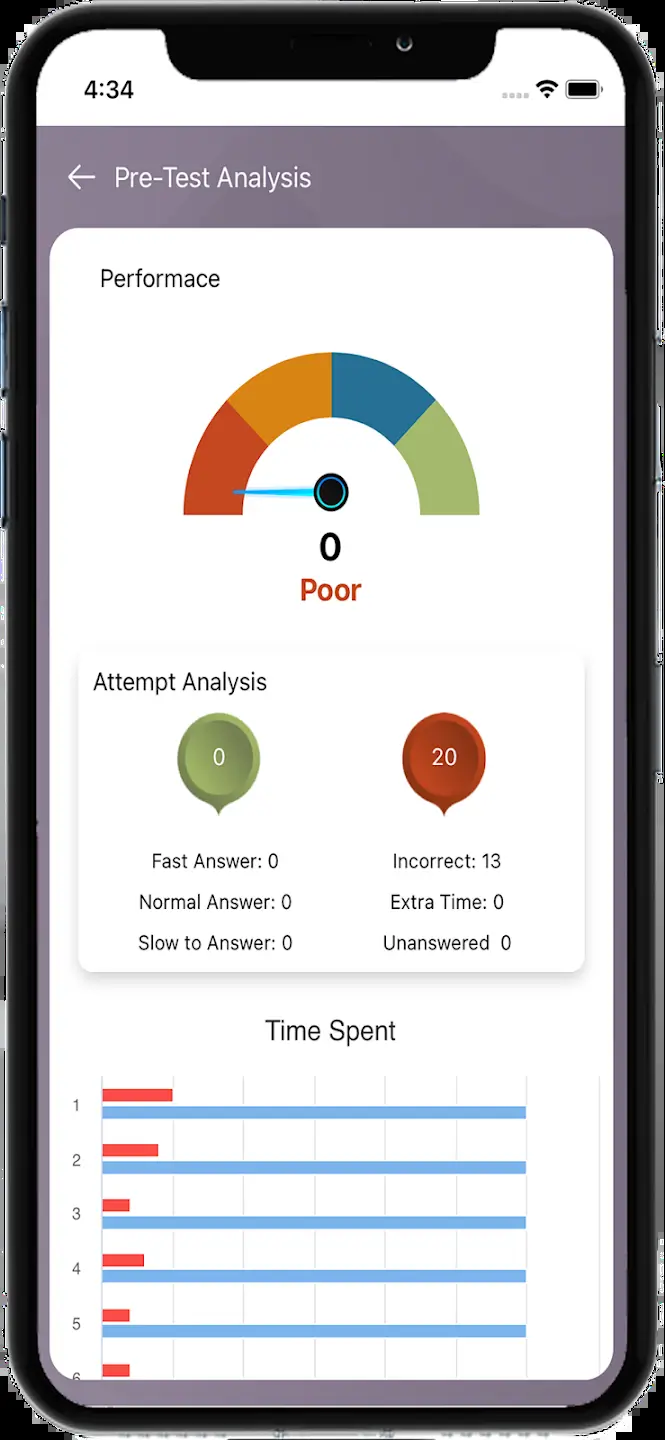 4:34
Pre-Test Analysis
Performace
0
Poor
Attempt Analysis
0
20
Fast Answer: 0
Incorrect: 13
Normal Answer: 0
Extra Time: 0
Slow to Answer: 0
Unanswered 0
Time Spent
1
2
3
4
5
6